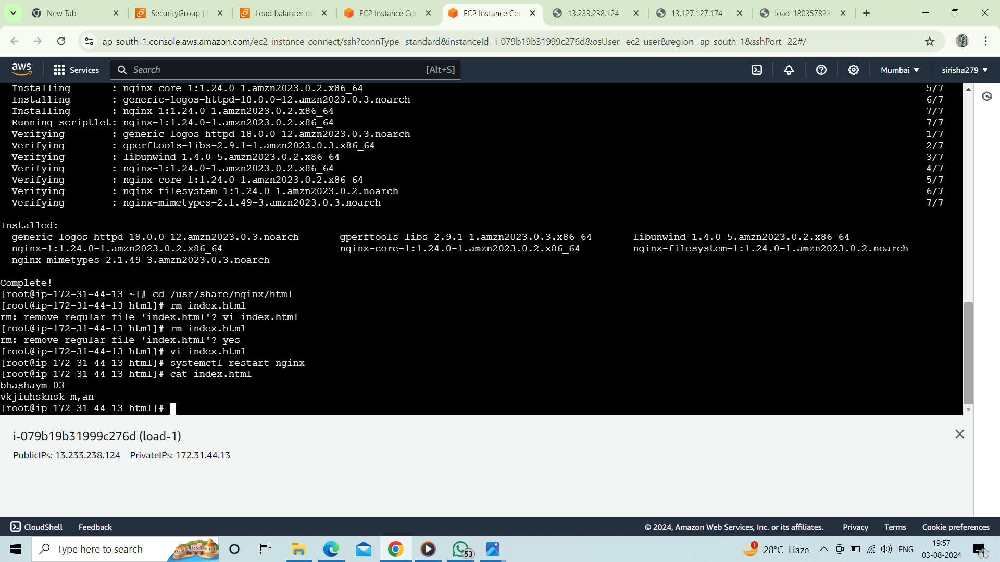 New Tab
SecurityGroup | E
Load balancer de
EC2 Instance Cor
EC2 Instance Cor
13.233.238.124
13.127.127.174
load-180357823
ap-south-1.console.aws.amazon.com/ec2-instance-connect/ssh?connType=standard&instanceId=i-079b19b31999c276d&osUser=ec2-user&region=ap-south-1&sshPort=22#/
aws
Services
Search
[Alt+S]
Mumbai
sirisha279
Installing : nginx-core-1:1.24.0-1.amzn2023.0.2.x86_64 5/7
Installing : generic-logos-httpd-18.0.0-12.amzn2023.0.3.noarch 6/7
Installing : nginx-1:1.24.0-1.amzn2023.0.2.x86_64 7/7
Running scriptlet: nginx-1:1.24.0-1.amzn2023.0.2.x86_64 7/7
Verifying : generic-logos-httpd-18.0.0-12.amzn2023.0.3.noarch 1/7
Verifying : gperftools-libs-2.9.1-1.amzn2023.0.3.x86_64 2/7
Verifying : libunwind-1.4.0-5.amzn2023.0.2.x86_64 3/7
Verifying : nginx-1:1.24.0-1.amzn2023.0.2.x86_64 4/7
Verifying : nginx-core-1:1.24.0-1.amzn2023.0.2.x86_64 5/7
Verifying : nginx-filesystem-1:1.24.0-1.amzn2023.0.2.noarch 6/7
Verifying : nginx-mimetypes-2.1.49-3.amzn2023.0.3.noarch 7/7
Installed:
generic-logos-httpd-18.0.0-12.amzn2023.0.3.noarch gperftools-libs-2.9.1-1.amzn2023.0.3.x86_64 libunwind-1.4.0-5.amzn2023.0.2.x86_64
nginx-1:1.24.0-1.amzn2023.0.2.x86_64 nginx-core-1:1.24.0-1.amzn2023.0.2.x86_64 nginx-filesystem-1:1.24.0-1.amzn2023.0.2.noarch
nginx-mimetypes-2.1.49-3.amzn2023.0.3.noarch
Complete!
[root@ip-172-31-44-13 ~]# cd /usr/share/nginx/html
[root@ip-172-31-44-13 html]# rm index.html
rm: remove regular file 'index.html'? vi index.html
[root@ip-172-31-44-13 html]# rm index.html
rm: remove regular file 'index.html'? yes
[root@ip-172-31-44-13 html]# vi index.html
[root@ip-172-31-44-13 html]# systemctl restart nginx
[root@ip-172-31-44-13 html]# cat index.html
bhashaym 03
vkjiuhsknsk m,an
[root@ip-172-31-44-13 html]#
i-079b19b31999c276d (load-1)
PublicIPs: 13.233.238.124 PrivateIPs: 172.31.44.13
CloudShell
Feedback
© 2024, Amazon Web Services, Inc. or its affiliates.
Privacy
Terms
Cookie preferences
Type here to search
53
1
28°C Haze
ENG
19:57
03-08-2024
1